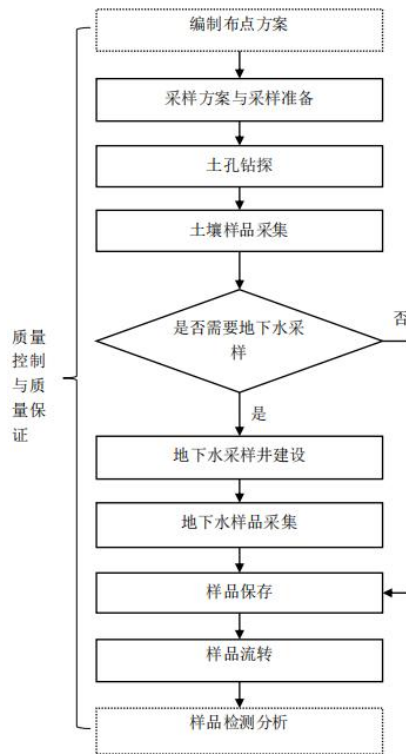 编制布点方案
采样方案与采样准备
土孔钻探
土壤样品采集
是否需要地下水采
样
否
质量
控制
与质
量保
证
是
地下水采样井建设
地下水样品采集
样品保存
样品流转
样品检测分析